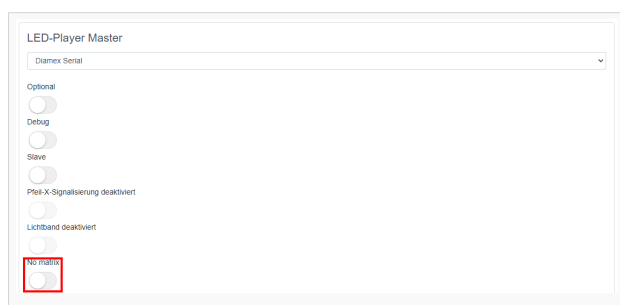 LED-Player Master
Diamex Serial
Optional
Debug
Slave
Pfeil-X-Signalisierung deaktiviert
Lichtband deaktiviert
No matrix